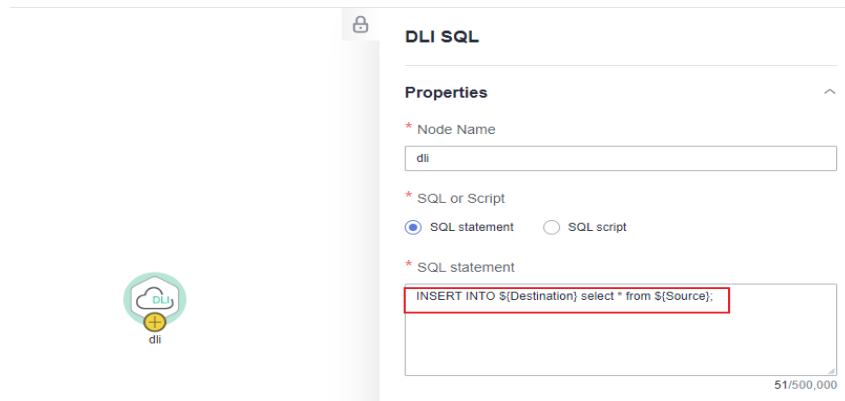 DLI SQL
Properties
* Node Name
dli
* SQL or Script
SQL statement SQL script
* SQL statement
INSERT INTO ${Destination} select * from ${Source};
DLI
dli
51/500,000